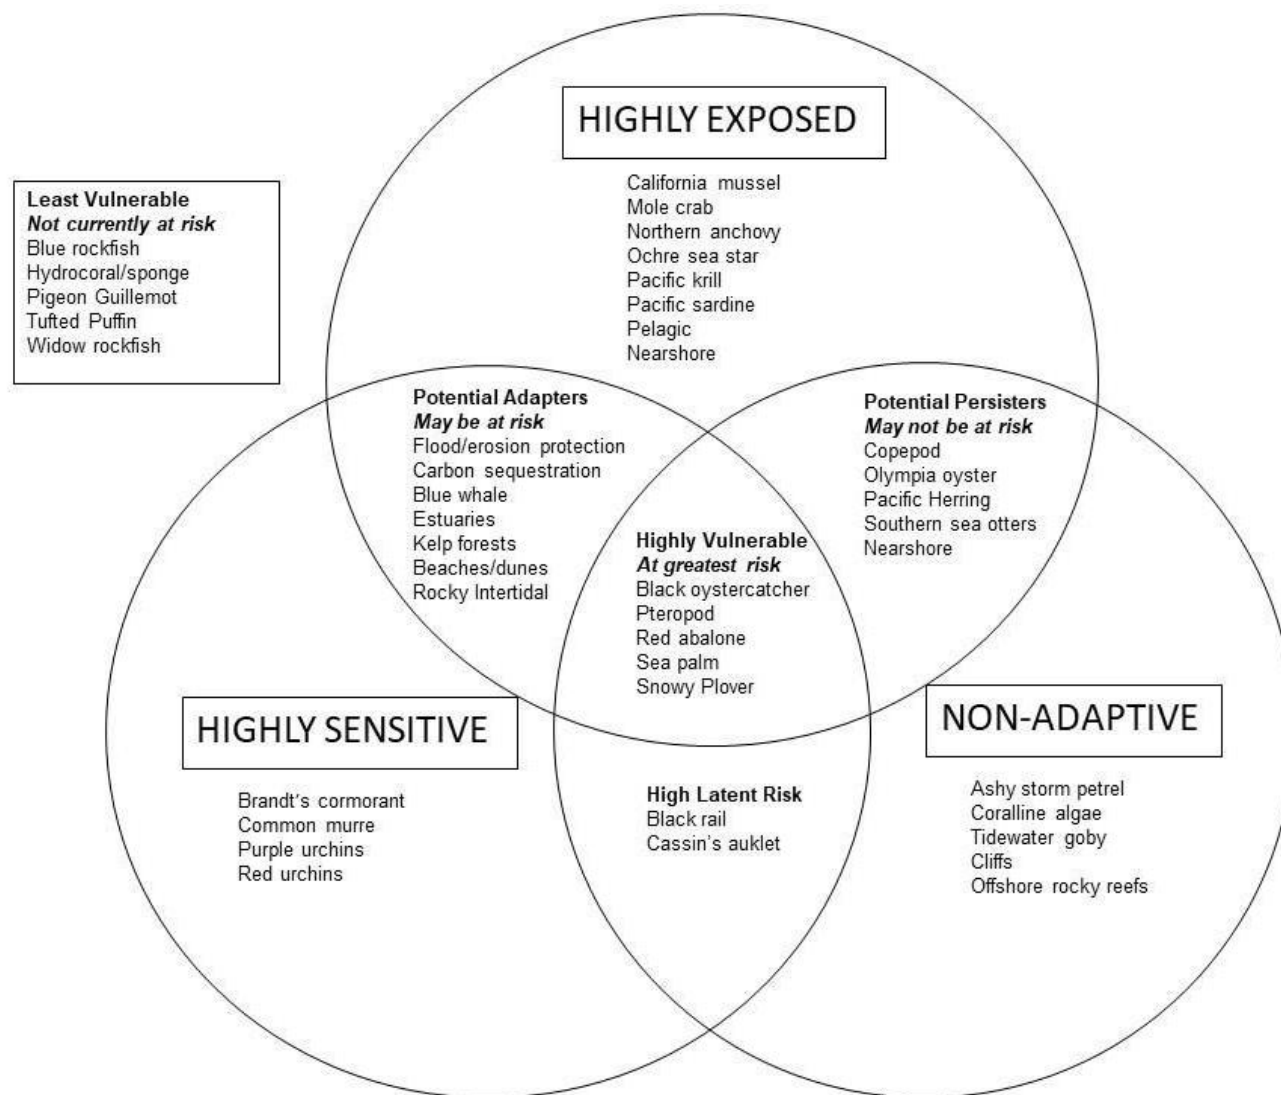 HIGHLY EXPOSED
California mussel
Mole crab
Northern anchovy
Ochre sea star
Pacific krill
Pacific sardine
Pelagic
Nearshore
Least Vulnerable
Not currently at risk
Blue rockfish
Hydrocoral/sponge
Pigeon Guillemot
Tufted Puffin
Widow rockfish
Potential Adapters
May be at risk
Flood/erosion protection
Carbon sequestration
Blue whale
Estuaries
Kelp forests
Beaches/dunes
Rocky Intertidal
Potential Persisters
May not be at risk
Copepod
Olympia oyster
Pacific Herring
Southern sea otters
Nearshore
Highly Vulnerable
At greatest risk
Black oystercatcher
Pteropod
Red abalone
Sea palm
Snowy Plover
HIGHLY SENSITIVE
Brandt's cormorant
Common murre
Purple urchins
Red urchins
High Latent Risk
Black rail
Cassin's auklet
NON-ADAPTIVE
Ashy storm petrel
Coralline algae
Tidewater goby
Cliffs
Offshore rocky reefs